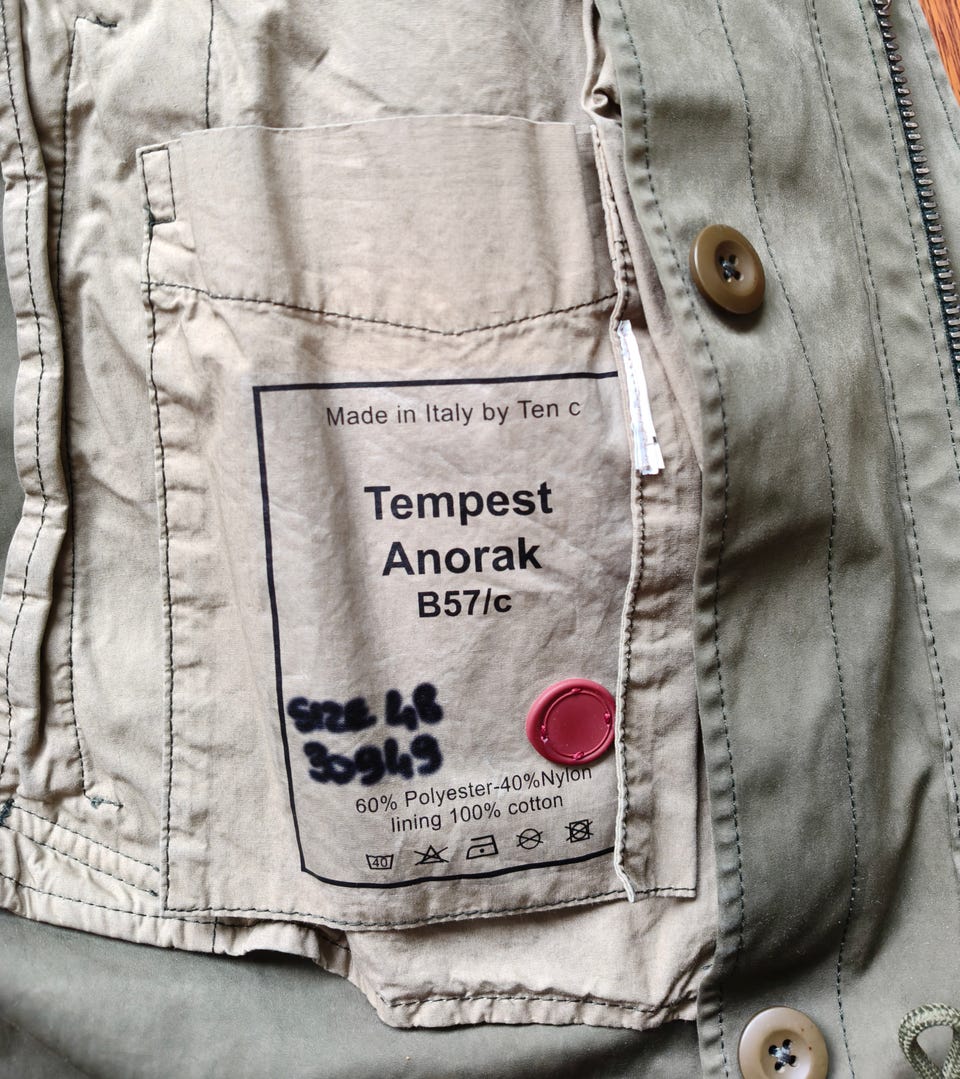 Made in Italy by Ten c
Tempest
Anorak
B57/c
SIZE 48
30949
60% Polyester-40%Nylon
lining 100% cotton
40